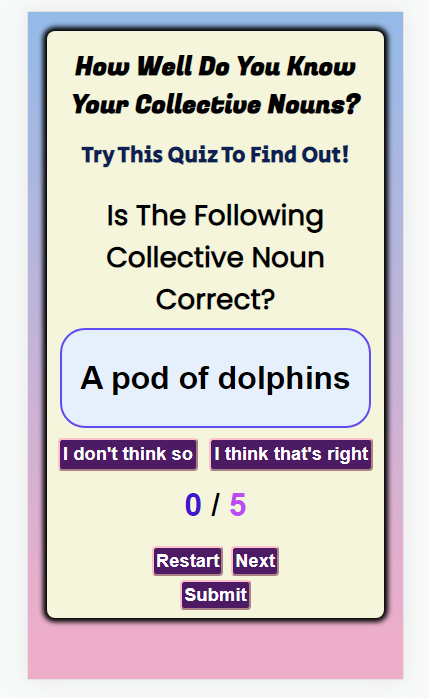 How Well Do You Know
Your Collective Nouns?
Try This Quiz To Find Out!
Is The Following
Collective Noun
Correct?
A pod of dolphins
I don't think so I think that's right
0 / 5
Restart Next
Submit